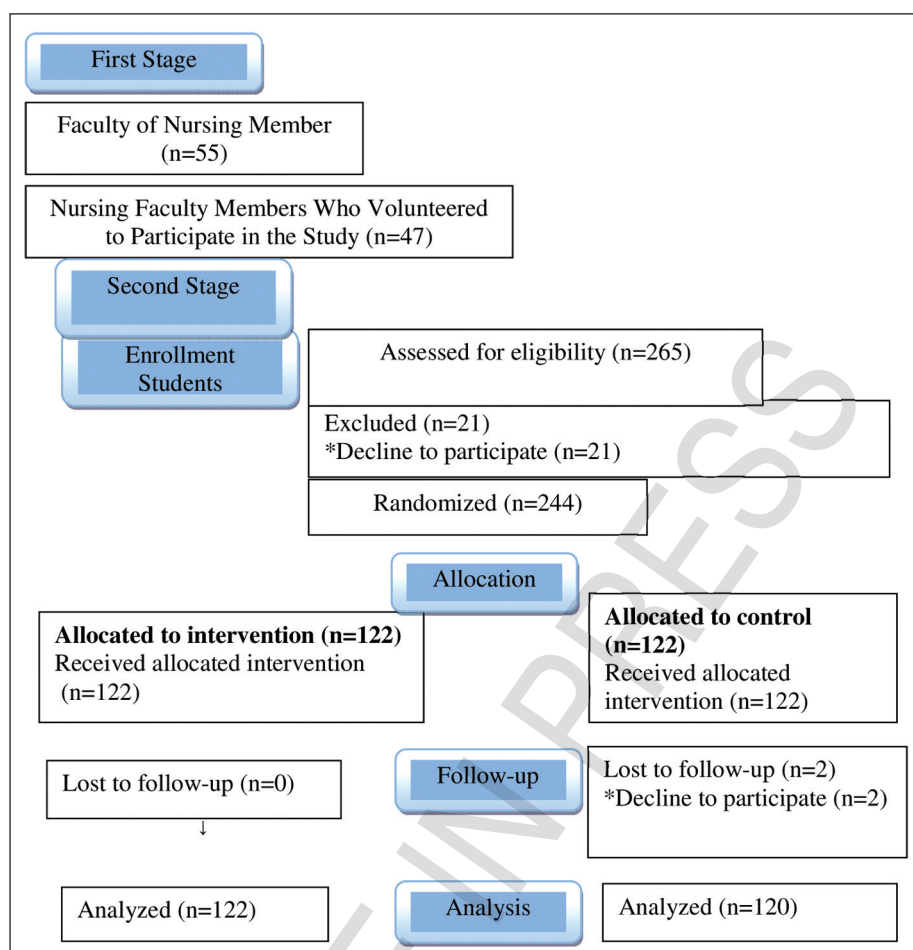 First Stage
Faculty of Nursing Member
(n=55)
Nursing Faculty Members Who Volunteered
to Participate in the Study (n=47)
Second Stage
Enrollment
Students
Assessed for eligibility (n=265)
Excluded (n=21)
*Decline to participate (n=21)
Randomized (n=244)
Allocation
Allocated to intervention (n=122)
Received allocated intervention
(n=122)
Allocated to control
(n=122)
Received allocated
intervention (n=122)
Follow-up
Lost to follow-up (n=0)
↓
Lost to follow-up (n=2)
*Decline to participate (n=2)
Analysis
Analyzed (n=122)
Analyzed (n=120)
IN PRESS